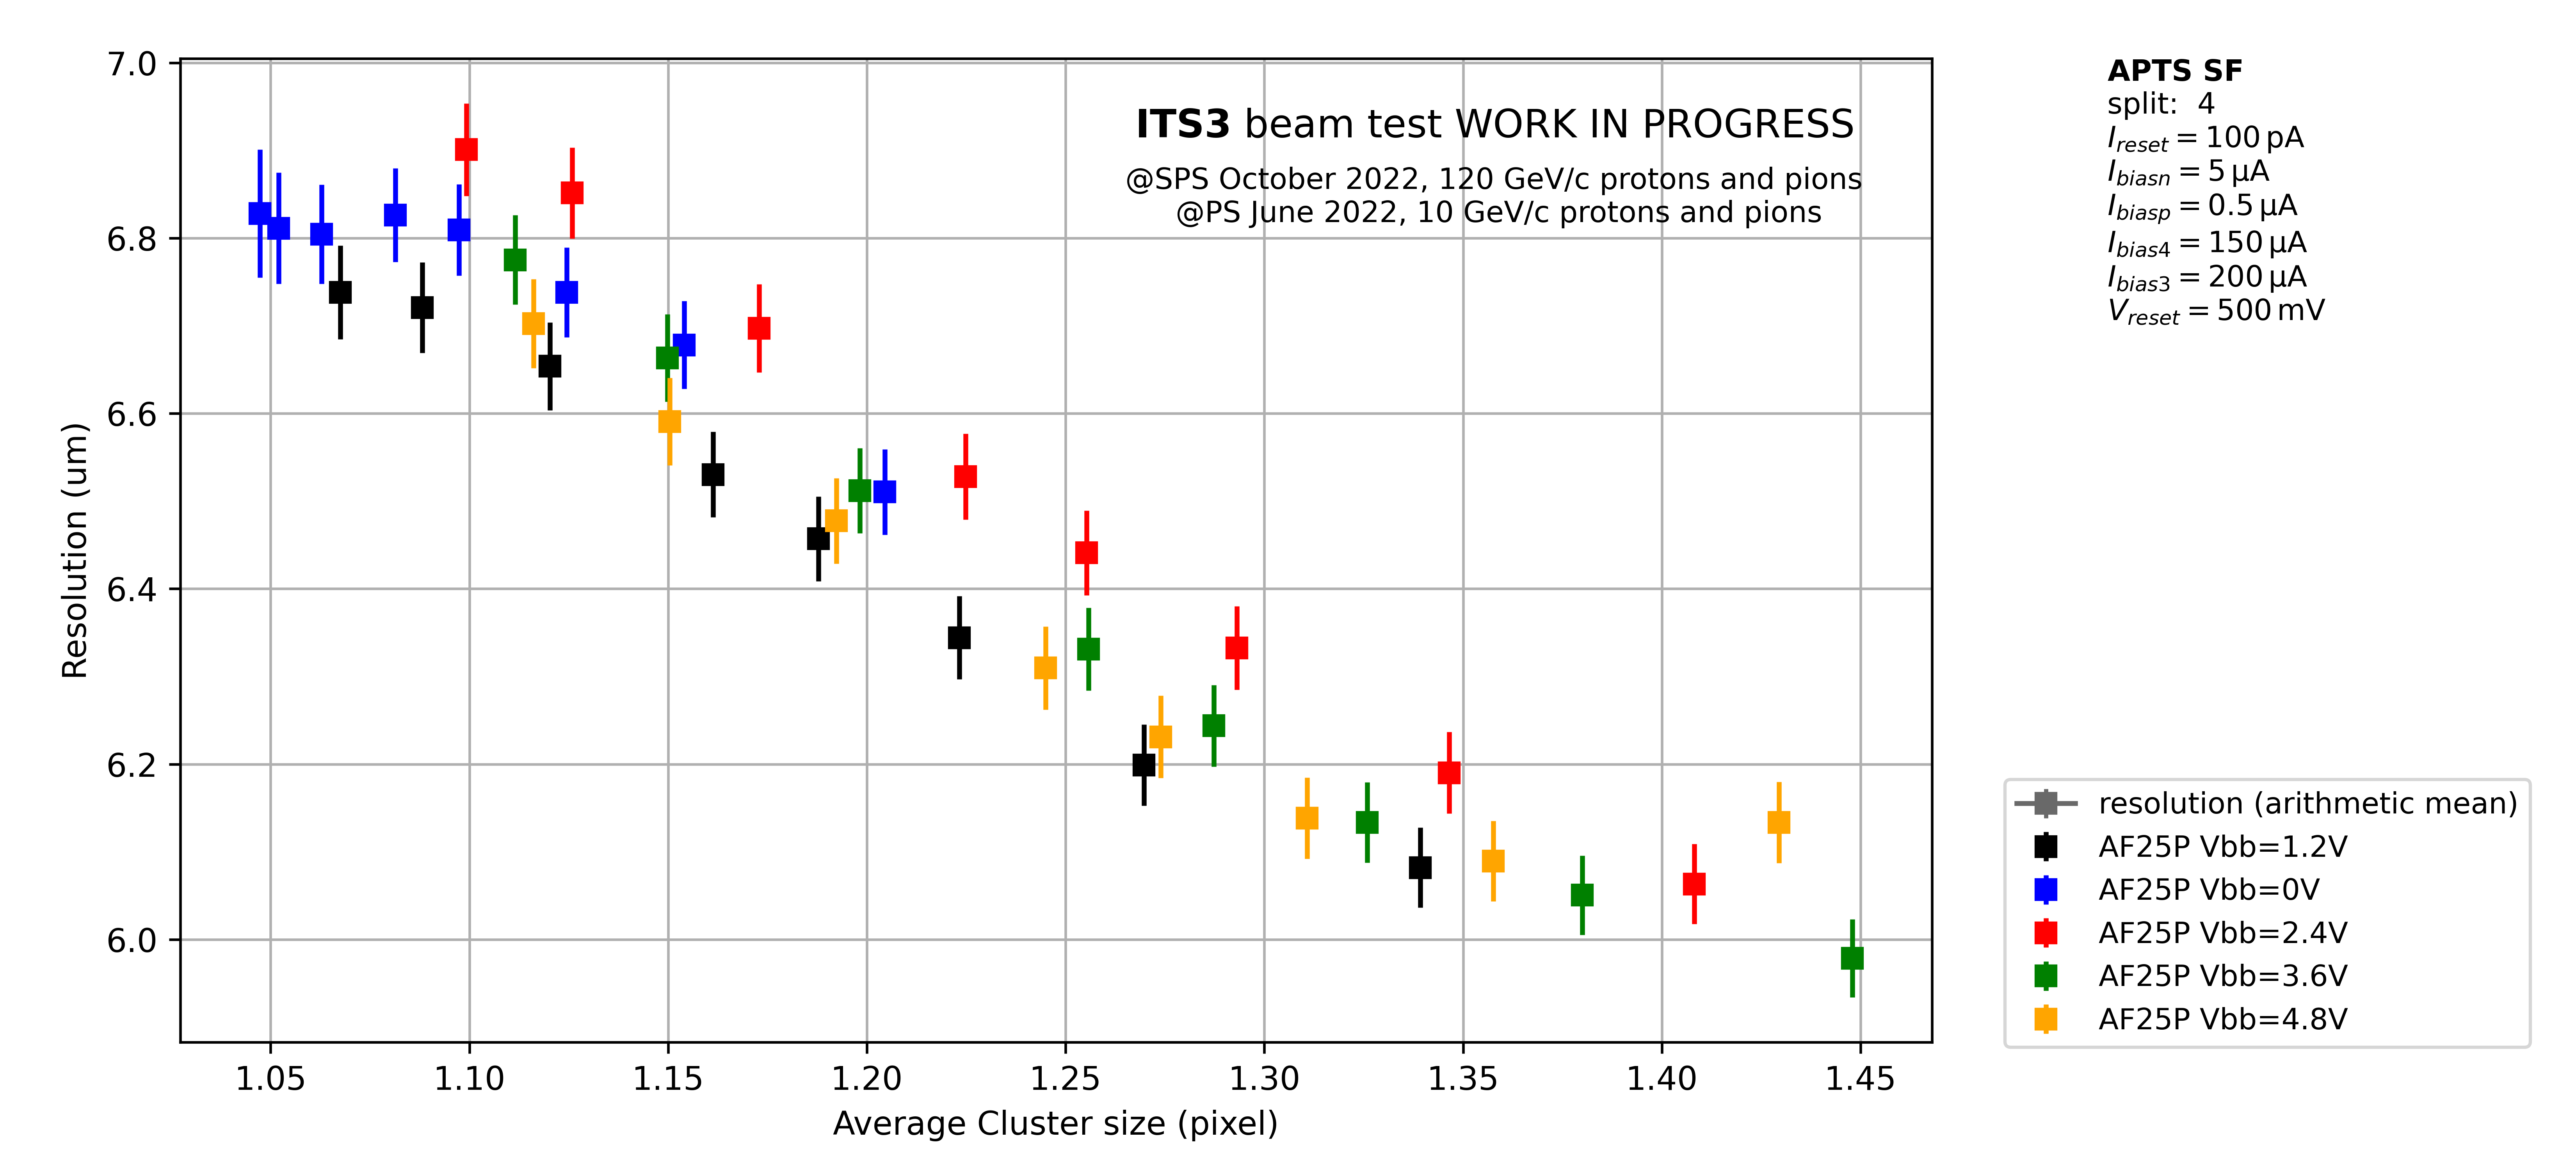 7.0
6.8
6.6
6.4
6.2
6.0
Resolution (um)
1.05 1.10 1.15 1.20 1.25 1.30 1.35 1.40 1.45
Average Cluster size (pixel)
ITS3 beam test WORK IN PROGRESS
@SPS October 2022, 120 GeV/c protons and pions
@PS June 2022, 10 GeV/c protons and pions
APTS SF
split: 4
I_reset = 100 pA
I_biasn = 5 µA
I_biasp = 0.5 µA
I_bias4 = 150 µA
I_bias3 = 200 µA
V_reset = 500 mV
resolution (arithmetic mean)
AF25P Vbb=1.2V
AF25P Vbb=0V
AF25P Vbb=2.4V
AF25P Vbb=3.6V
AF25P Vbb=4.8V